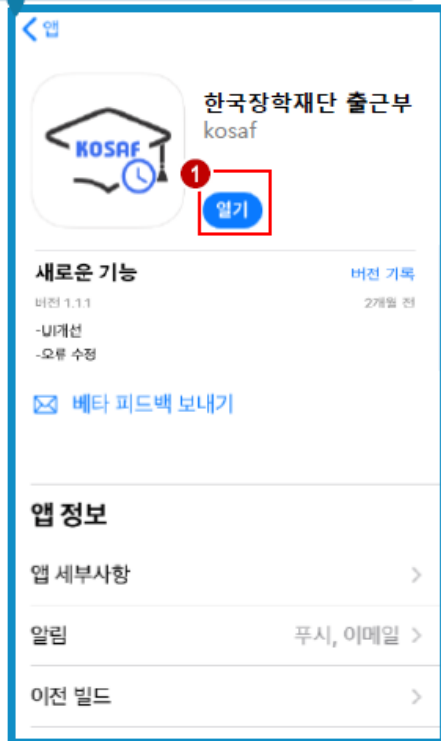 앱
한국장학재단 출근부
kosaf
KOSAF
1
열기
새로운 기능
버전 기록
버전 1.1.1
2개월 전
-UI개선
-오류 수정
베타 피드백 보내기
앱 정보
앱 세부사항
알림
푸시, 이메일
이전 빌드